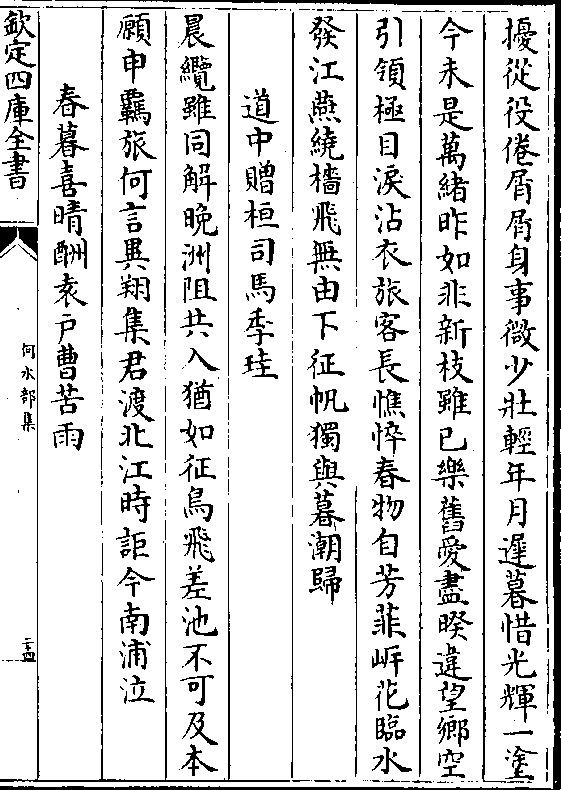 擾從役倦屑屑身事微少壯輕年月遲暮惜光輝一塗
今未是萬緒昨如非新枝雖已樂舊愛盡暌違望鄉空
引領極目淚沾衣旅客長憔悴春物自芳菲岍花臨水
發江燕繞檣飛無由下征帆獨與暮潮歸
道中贈桓司馬季珪
晨纜雖同解晚洲阻共入猶如征鳥飛差池不可及本
願申羈旅何言異翔集君渡北江時詎今南浦泣
春暮喜晴酬袁戶曹苦雨
欽定四庫全書
何水部集
二十四